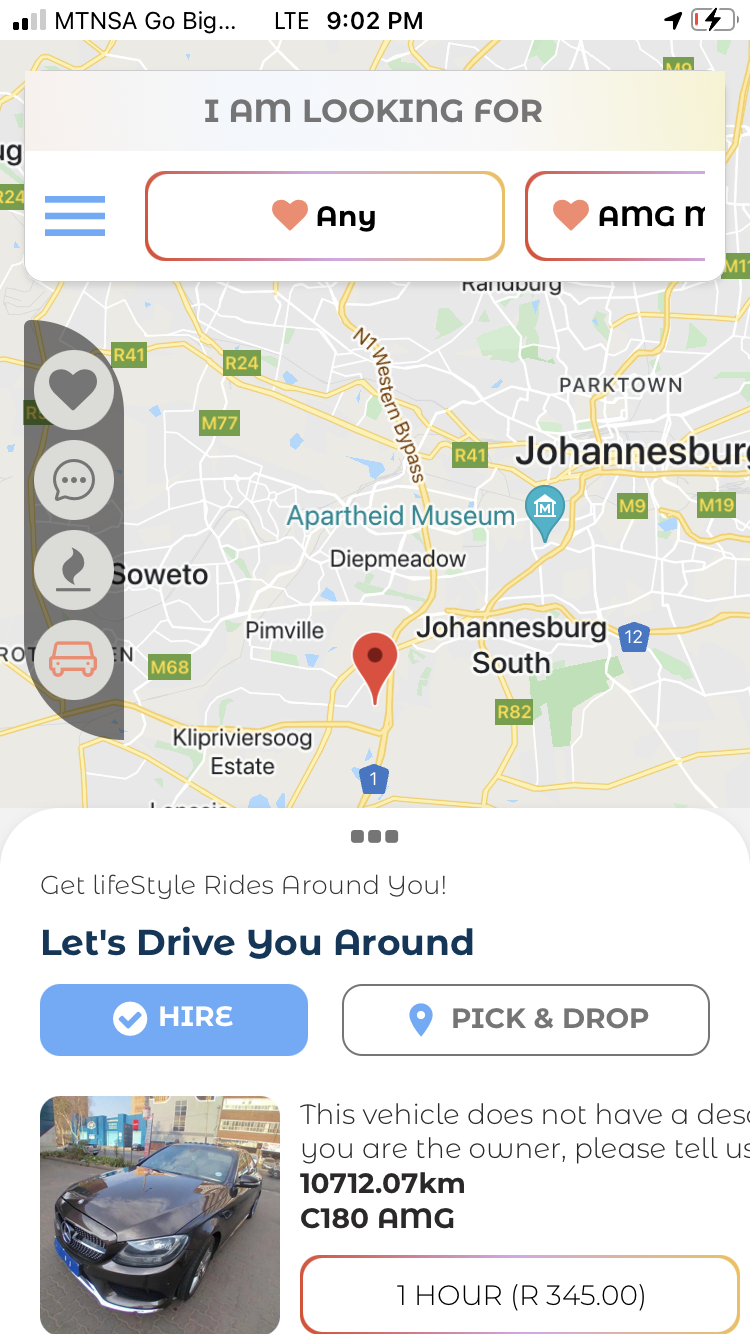 MTNSA Go Big... LTE 9:02 PM
M9
I AM LOOKING FOR
Any
AMG
R24
M11
Randburg
R41
R24
N1 Western Bypass
PARKTOWN
M77
R41
Johannesburg
M9
M19
Apartheid Museum
M
Diepmeadow
Soweto
Pimville
Johannesburg
South
12
M68
R82
Klipriviersoog
Estate
1
Get lifeStyle Rides Around You!
Let's Drive You Around
HIRE
PICK & DROP
This vehicle does not have a desc
you are the owner, please tell us
10712.07km
C180 AMG
1 HOUR (R 345.00)